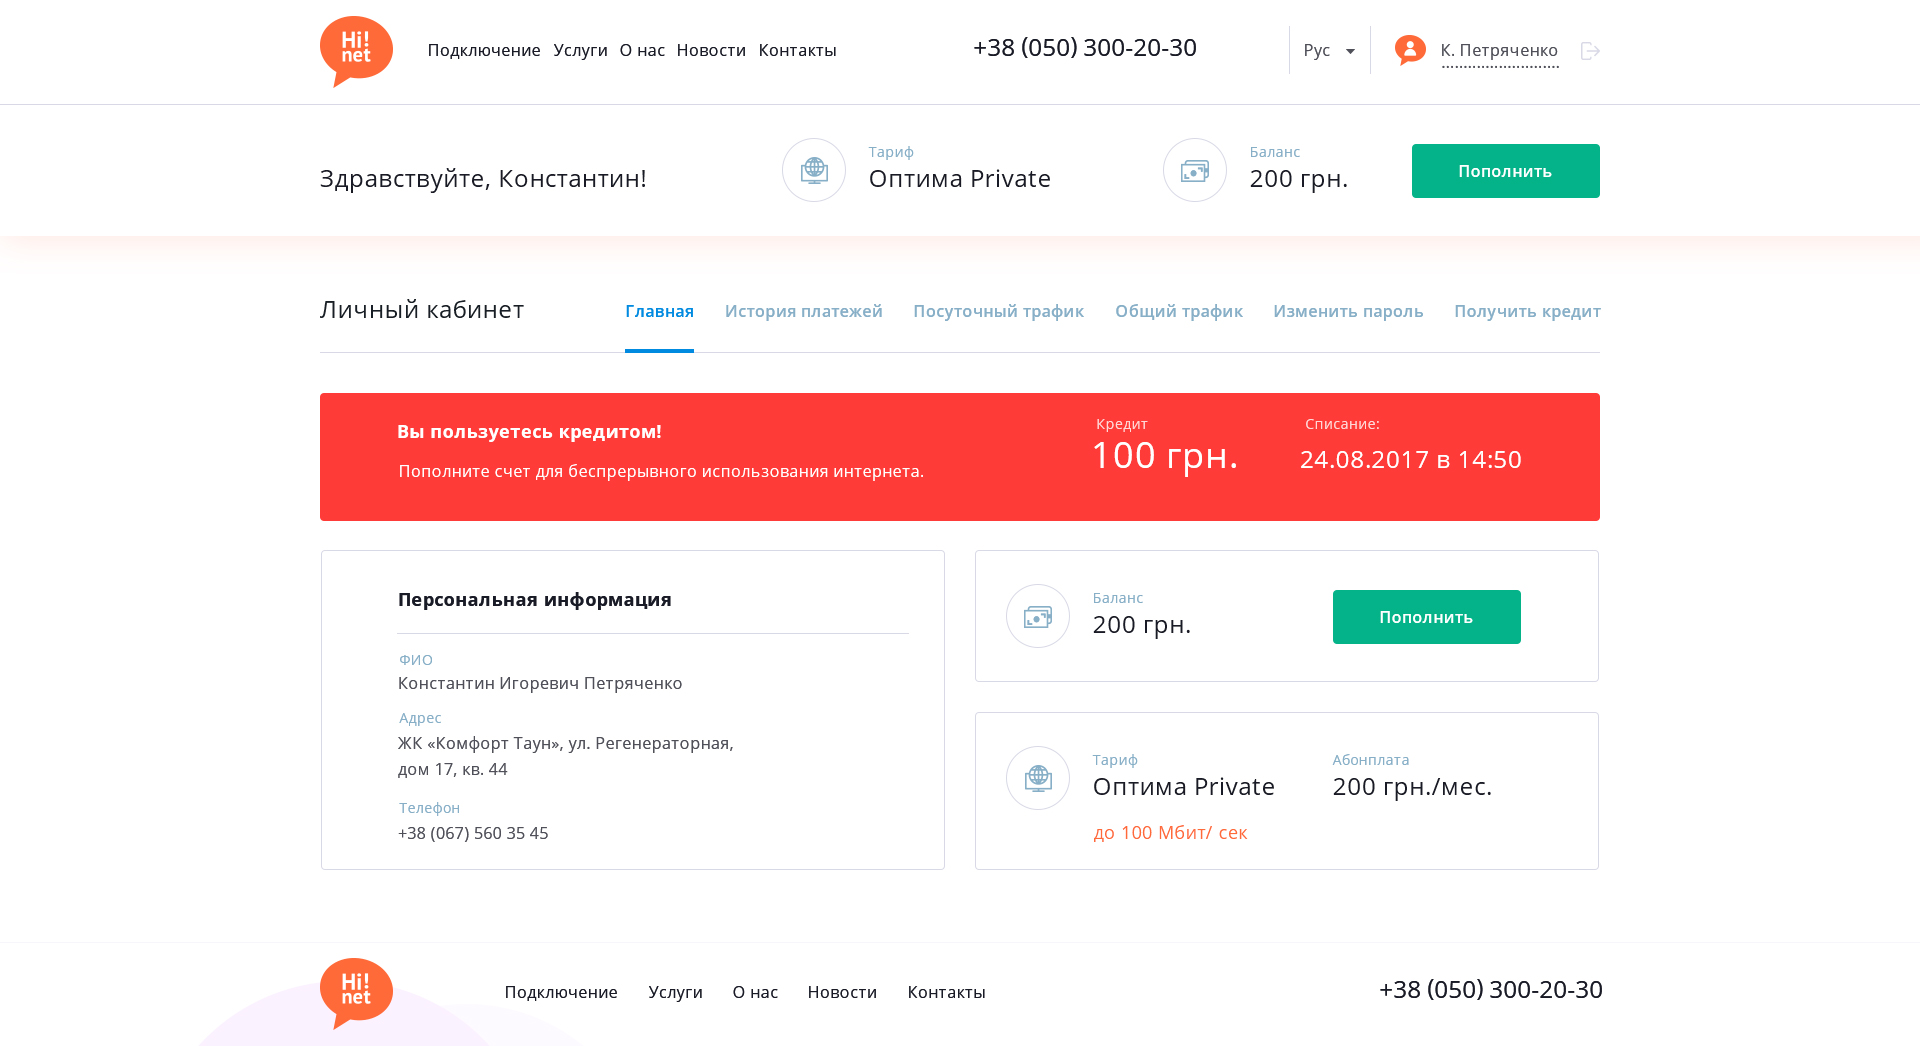 Hi!
net
Подключение Услуги О нас Новости Контакты
+38 (050) 300-20-30
Рус
К. Петряченко
Здравствуйте, Константин!
Тариф
Оптима Private
Баланс
200 грн.
Пополнить
Личный кабинет
Главная История платежей Посуточный трафик Общий трафик Изменить пароль Получить кредит
Вы пользуетесь кредитом!
Пополните счет для беспрерывного использования интернета.
Кредит
100 грн.
Списание:
24.08.2017 в 14:50
Персональная информация
ФИО
Константин Игоревич Петряченко
Адрес
ЖК «Комфорт Таун», ул. Регенераторная,
дом 17, кв. 44
Телефон
+38 (067) 560 35 45
Баланс
200 грн.
Пополнить
Тариф
Оптима Private
до 100 Мбит/ сек
Абонплата
200 грн./мес.
Hi!
net
Подключение Услуги О нас Новости Контакты
+38 (050) 300-20-30